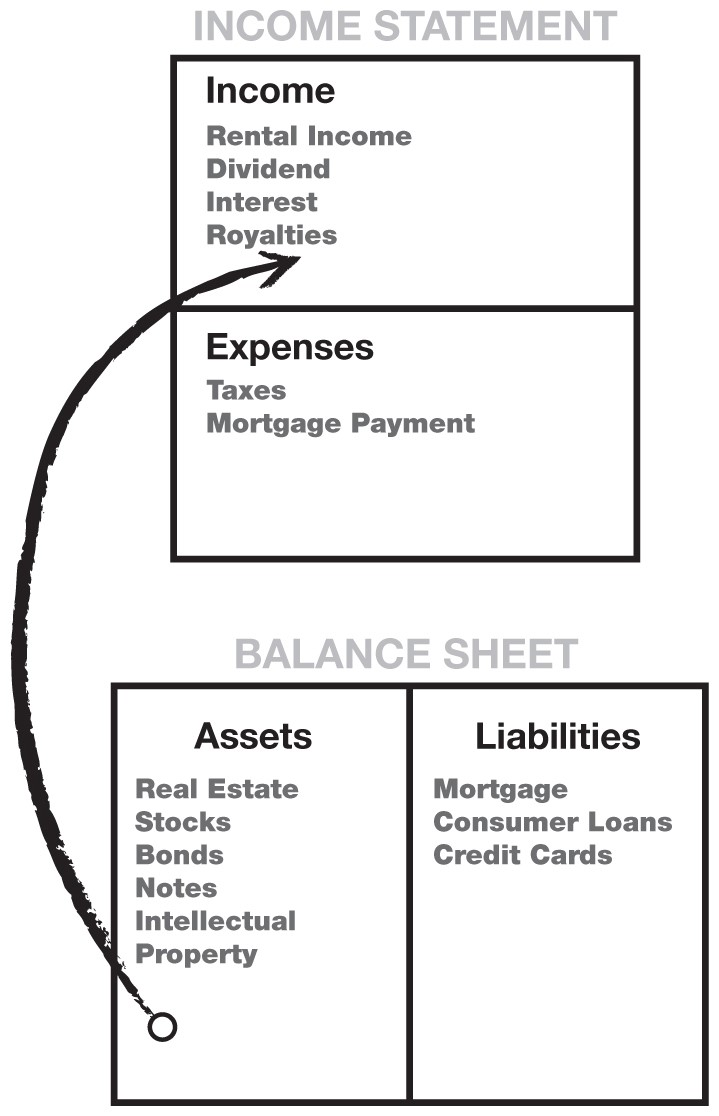 INCOME STATEMENT
Income
Rental Income
Dividend
Interest
Royalties
Expenses
Taxes
Mortgage Payment
BALANCE SHEET
Assets
Real Estate
Stocks
Bonds
Notes
Intellectual
Property
Liabilities
Mortgage
Consumer Loans
Credit Cards